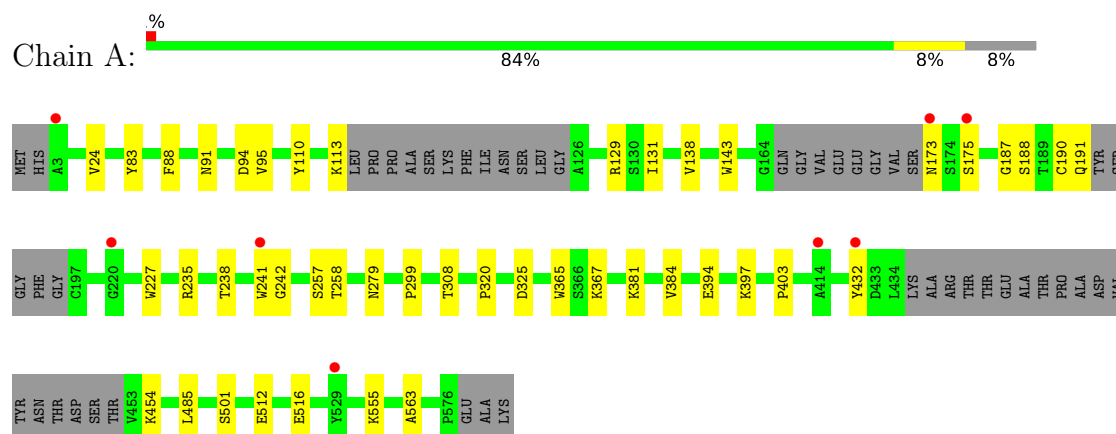 .%
Chain A:
84% 8% 8%
MET HIS A3 V24 Y83 F88 N91 D94 V95 Y110 K113 LEU PRO PRO ALA SER LYS PHE ILE ASN SER LEU GLY A126 R129 S130 I131 V138 W143 G164 GLN GLY VAL GLU GLU GLY VAL SER N173 S174 S175 G187 S188 T189 C190 Q191 TYR SER
GLY PHE GLY C197 G220 W227 R235 T238 W241 G242 S257 T258 N279 P299 T308 P320 D325 W365 S366 K367 K381 V384 E394 K397 P403 A414 Y432 D433 L434 LYS ALA ARG THR THR GLU ALA THR PRO ALA ASP VAL
TYR ASN THR ASP SER THR V453 K454 L485 S501 E512 E516 Y529 K555 A563 P576 GLU ALA LYS